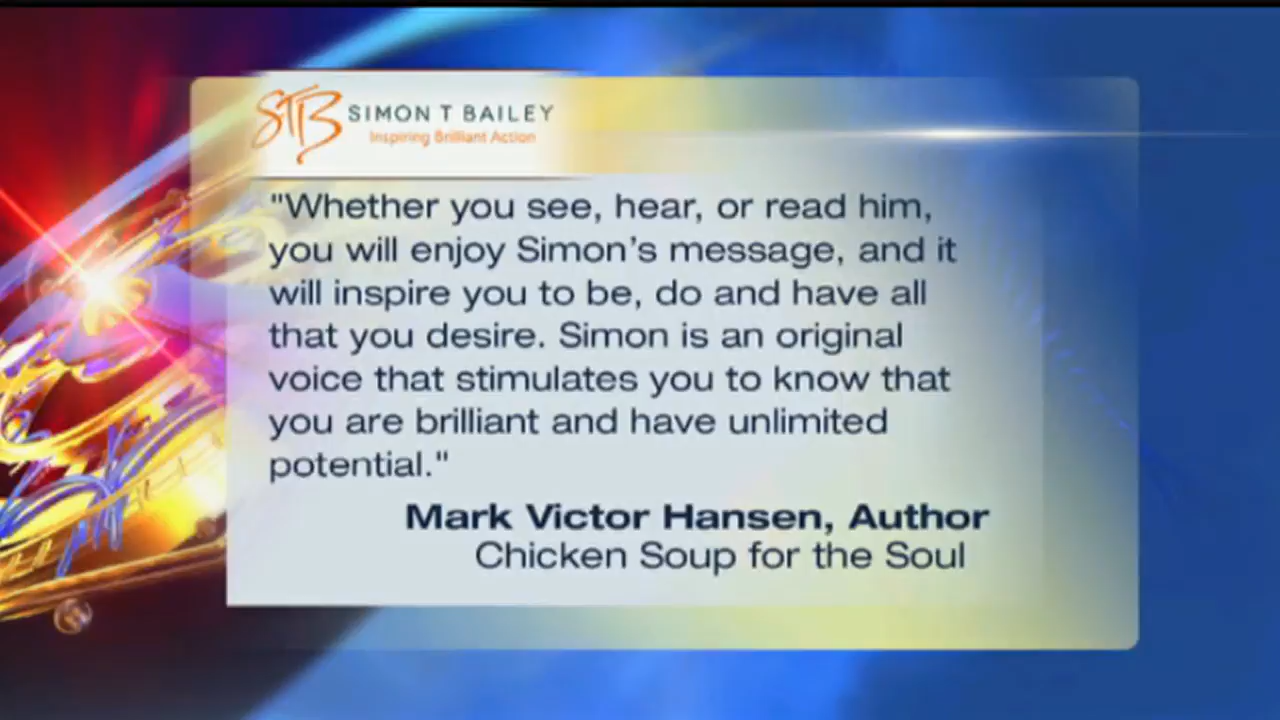 STB SIMON T BAILEY
Inspiring Brilliant Action
"Whether you see, hear, or read him,
you will enjoy Simon's message, and it
will inspire you to be, do and have all
that you desire. Simon is an original
voice that stimulates you to know that
you are brilliant and have unlimited
potential."
Mark Victor Hansen, Author
Chicken Soup for the Soul